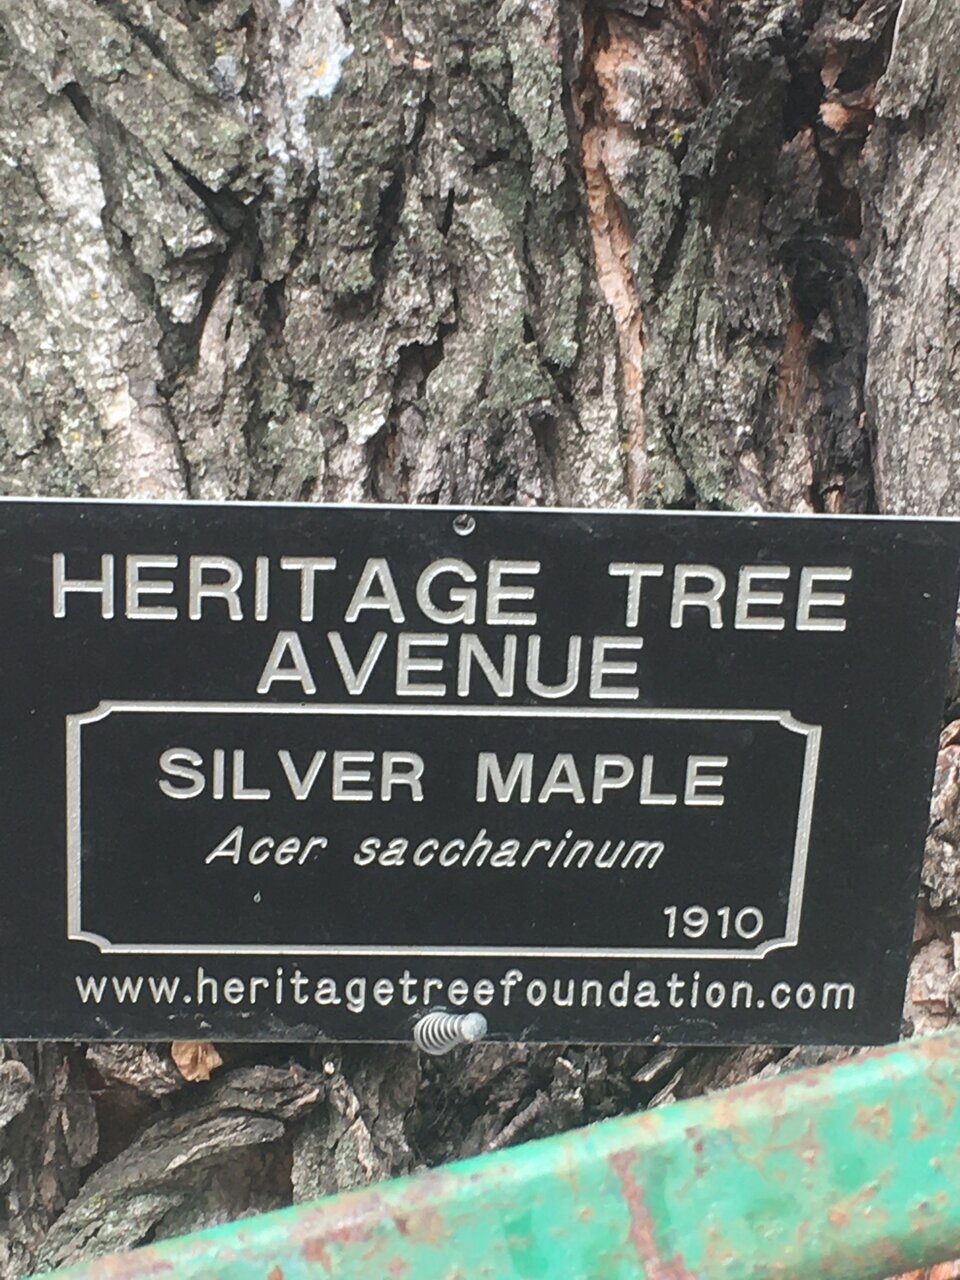 HERITAGE TREE
AVENUE
SILVER MAPLE
Acer saccharinum
1910
www.heritagetreefoundation.com